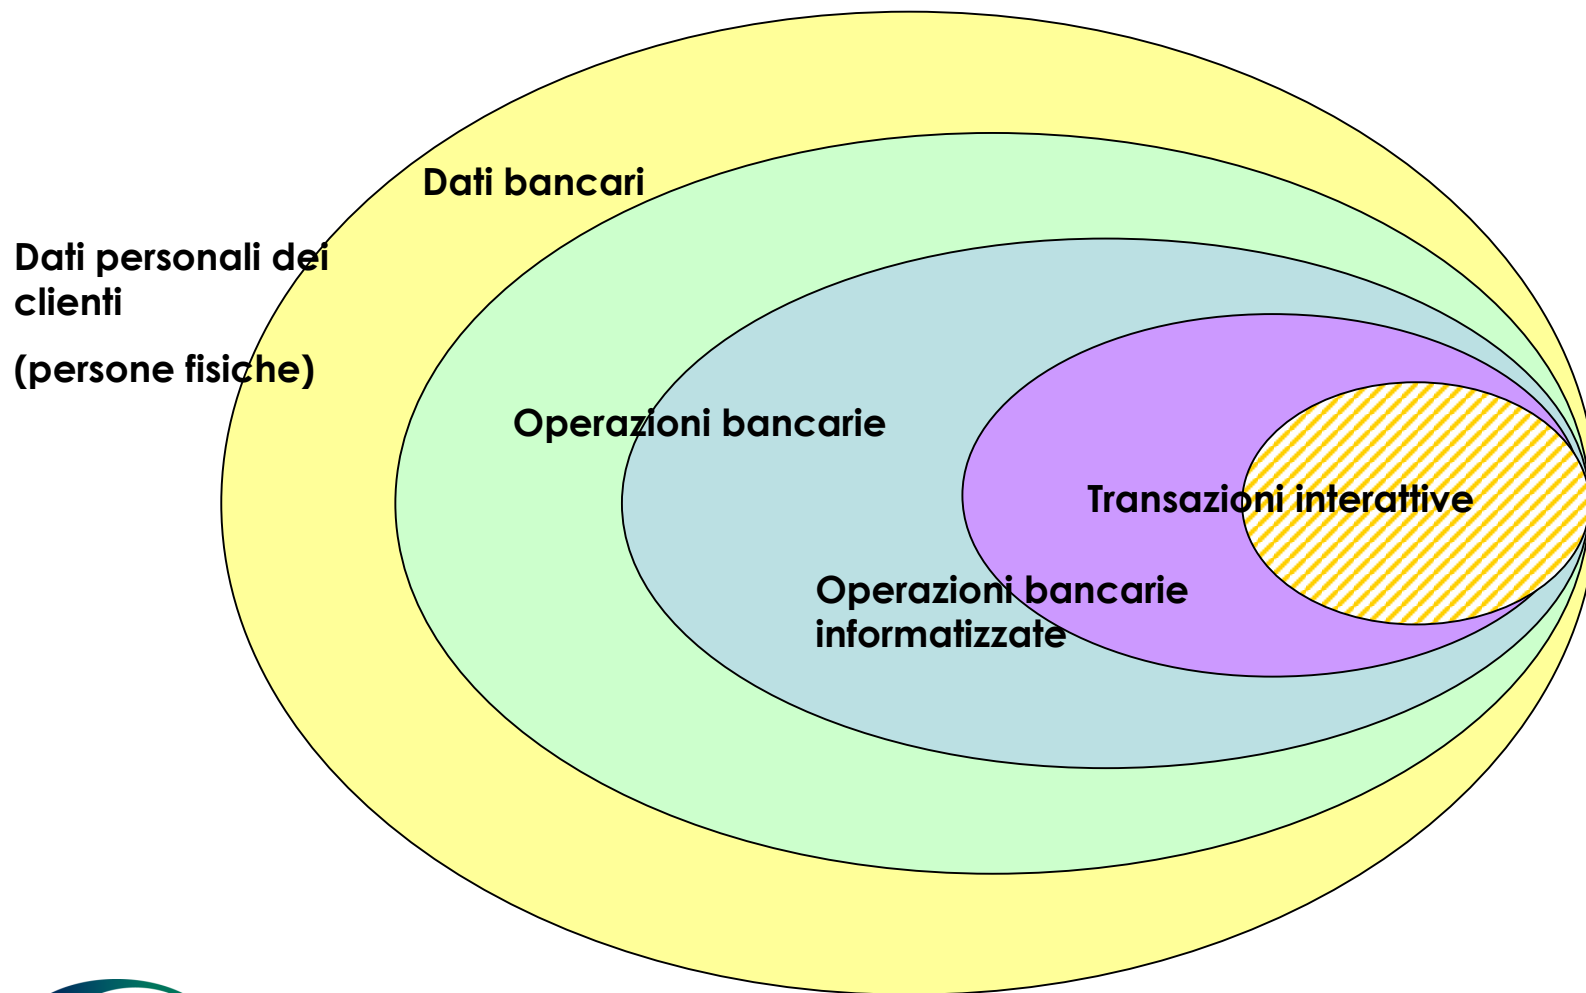 Dati bancari
Dati personali dei
clienti
(persone fisiche)
Operazioni bancarie
Transazioni interattive
Operazioni bancarie
informatizzate